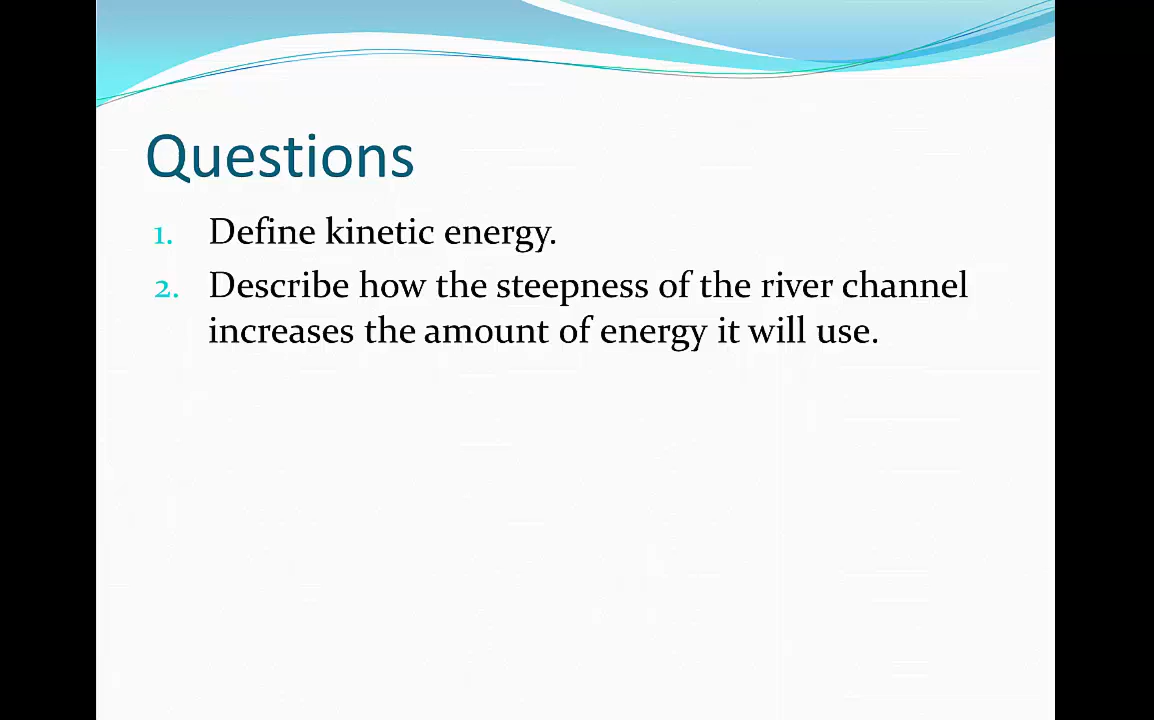 Questions
1. Define kinetic energy.
2. Describe how the steepness of the river channel
increases the amount of energy it will use.